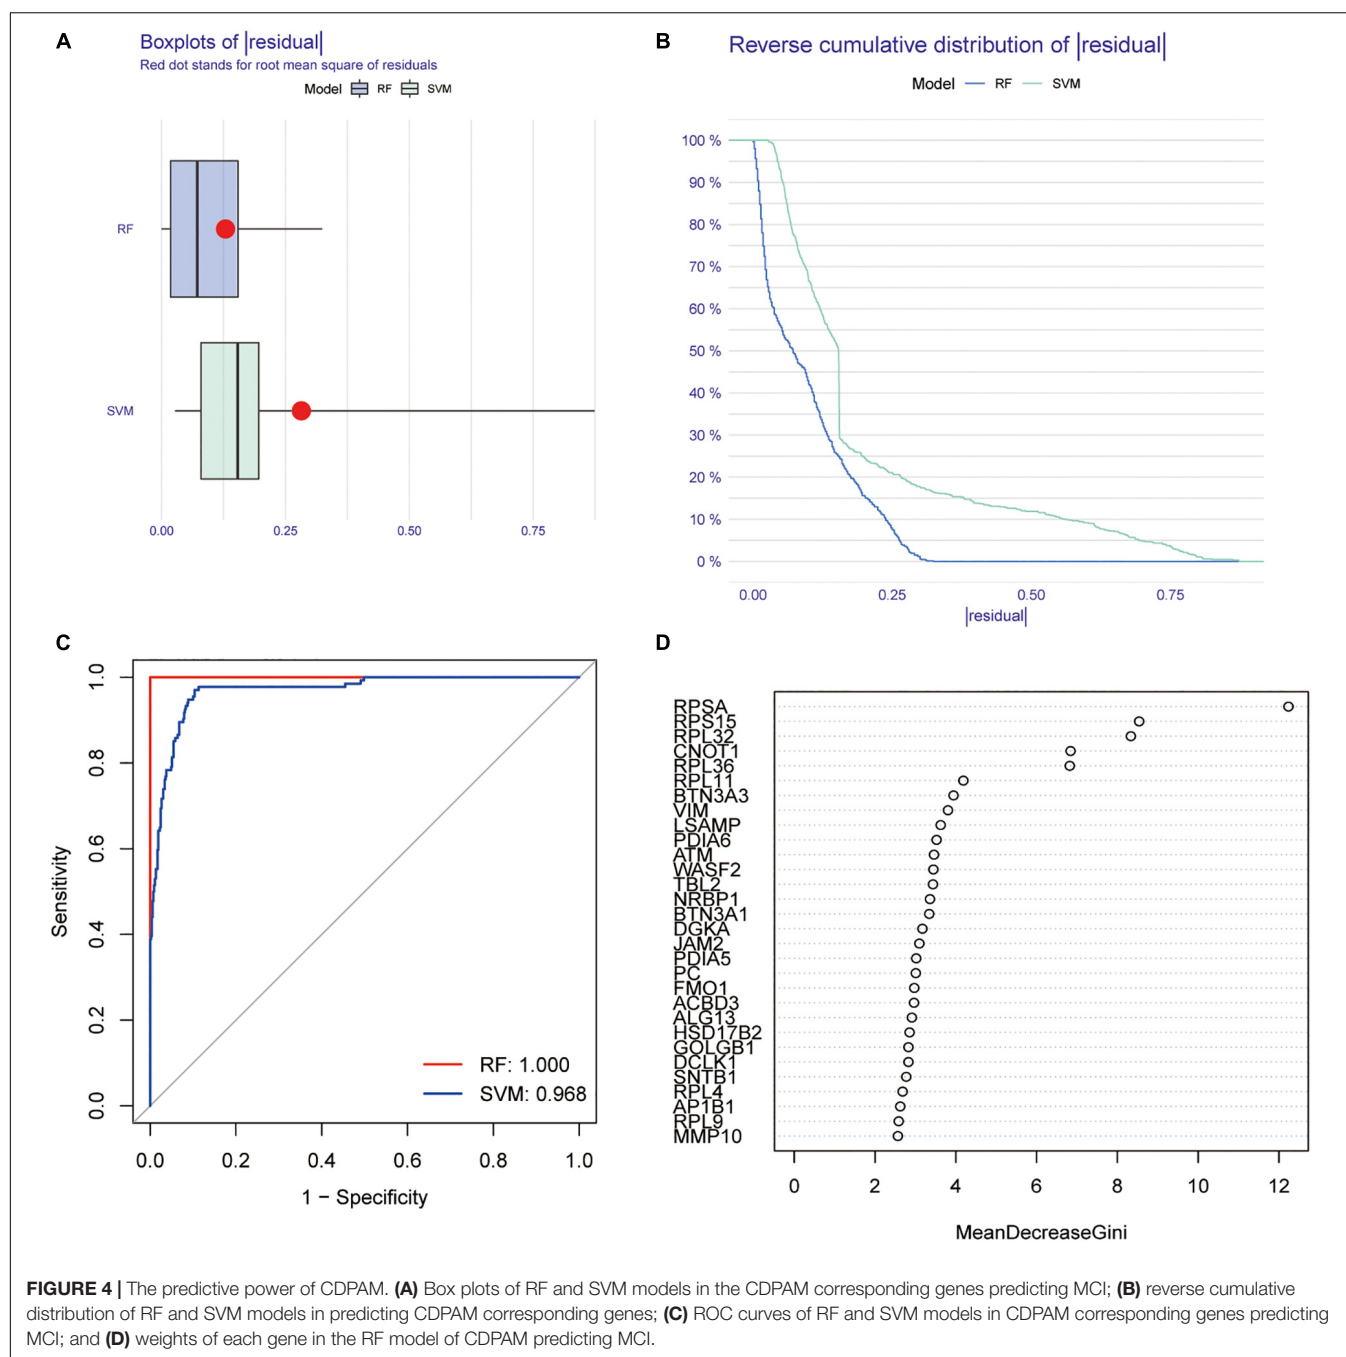 A
Boxplots of |residual|
Red dot stands for root mean square of residuals
Model RF SVM
RF
SVM
0.00 0.25 0.50 0.75
B
Reverse cumulative distribution of |residual|
Model RF SVM
100 %
90 %
80 %
70 %
60 %
50 %
40 %
30 %
20 %
10 %
0 %
0.00 0.25 0.50 0.75
|residual|
C
1.0
0.8
0.6
0.4
0.2
0.0
Sensitivity
RF: 1.000
SVM: 0.968
0.0 0.2 0.4 0.6 0.8 1.0
1 − Specificity
D
RPSA
RPS15
RPL32
CNOT1
RPL36
RPL11
BTN3A3
VIM
LSAMP
PDIA6
ATM
WASF2
TBL2
NRBP1
BTN3A1
DGKA
JAM2
PDIA5
PC
FMO1
ACBD3
ALG13
HSD17B2
GOLGB1
DCLK1
SNTB1
RPL4
AP1B1
RPL9
MMP10
0 2 4 6 8 10 12
MeanDecreaseGini
FIGURE 4 | The predictive power of CDPAM. (A) Box plots of RF and SVM models in the CDPAM corresponding genes predicting MCI; (B) reverse cumulative
distribution of RF and SVM models in predicting CDPAM corresponding genes; (C) ROC curves of RF and SVM models in CDPAM corresponding genes predicting
MCI; and (D) weights of each gene in the RF model of CDPAM predicting MCI.